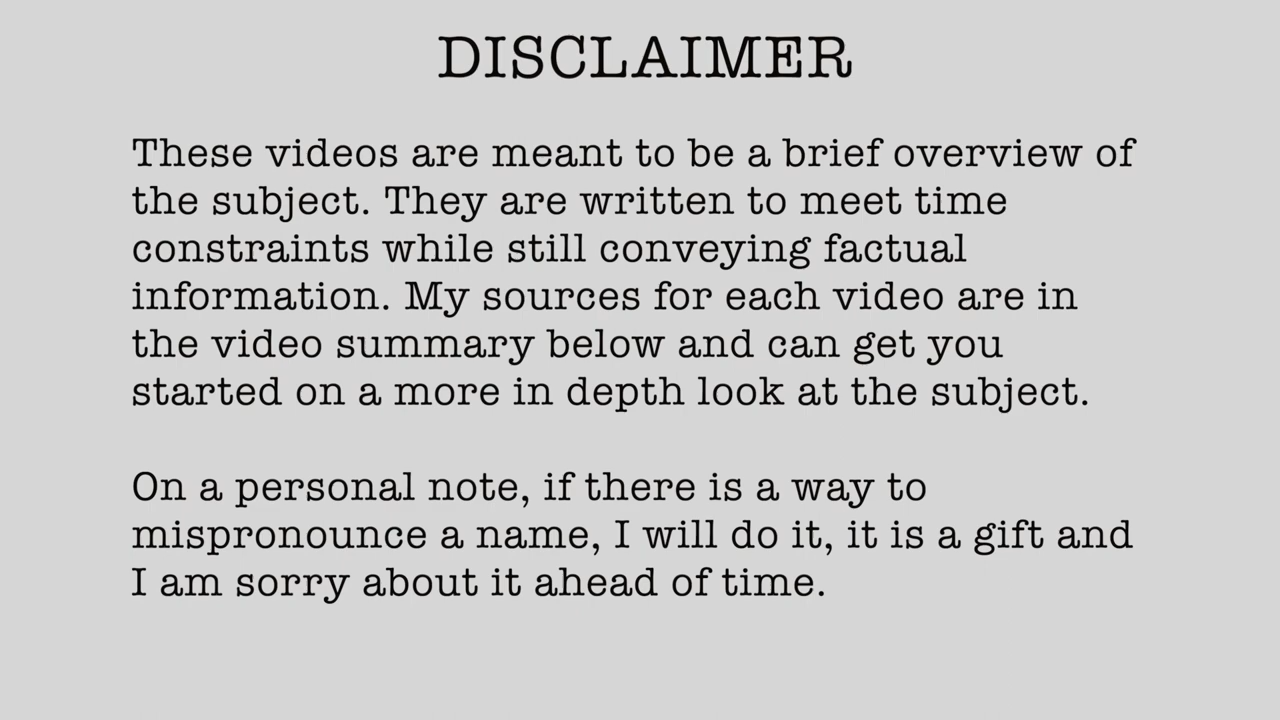 DISCLAIMER
These videos are meant to be a brief overview of
the subject. They are written to meet time
constraints while still conveying factual
information. My sources for each video are in
the video summary below and can get you
started on a more in depth look at the subject.
On a personal note, if there is a way to
mispronounce a name, I will do it, it is a gift and
I am sorry about it ahead of time.